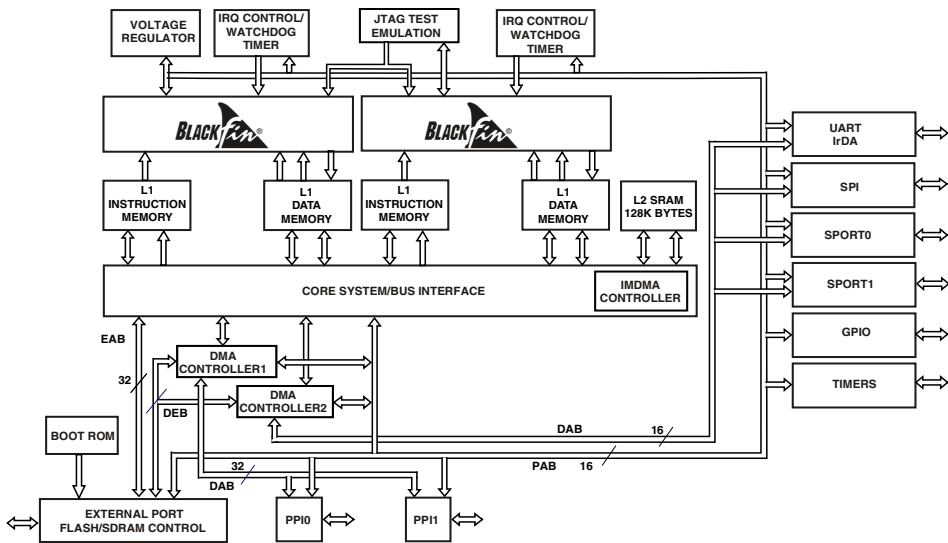 VOLTAGE
REGULATOR
IRQ CONTROL/
WATCHDOG
TIMER
JTAG TEST
EMULATION
IRQ CONTROL/
WATCHDOG
TIMER
BLACKfin®
BLACKfin®
UART
IrDA
L1
INSTRUCTION
MEMORY
L1
DATA
MEMORY
L1
INSTRUCTION
MEMORY
L1
DATA
MEMORY
L2 SRAM
128K BYTES
SPI
SPORT0
CORE SYSTEM/BUS INTERFACE
IMDMA
CONTROLLER
SPORT1
EAB
GPIO
DMA
CONTROLLER1
32
TIMERS
DMA
CONTROLLER2
DEB
BOOT ROM
DAB 16
PAB 16
32
DAB
EXTERNAL PORT
FLASH/SDRAM CONTROL
PPI0
PPI1